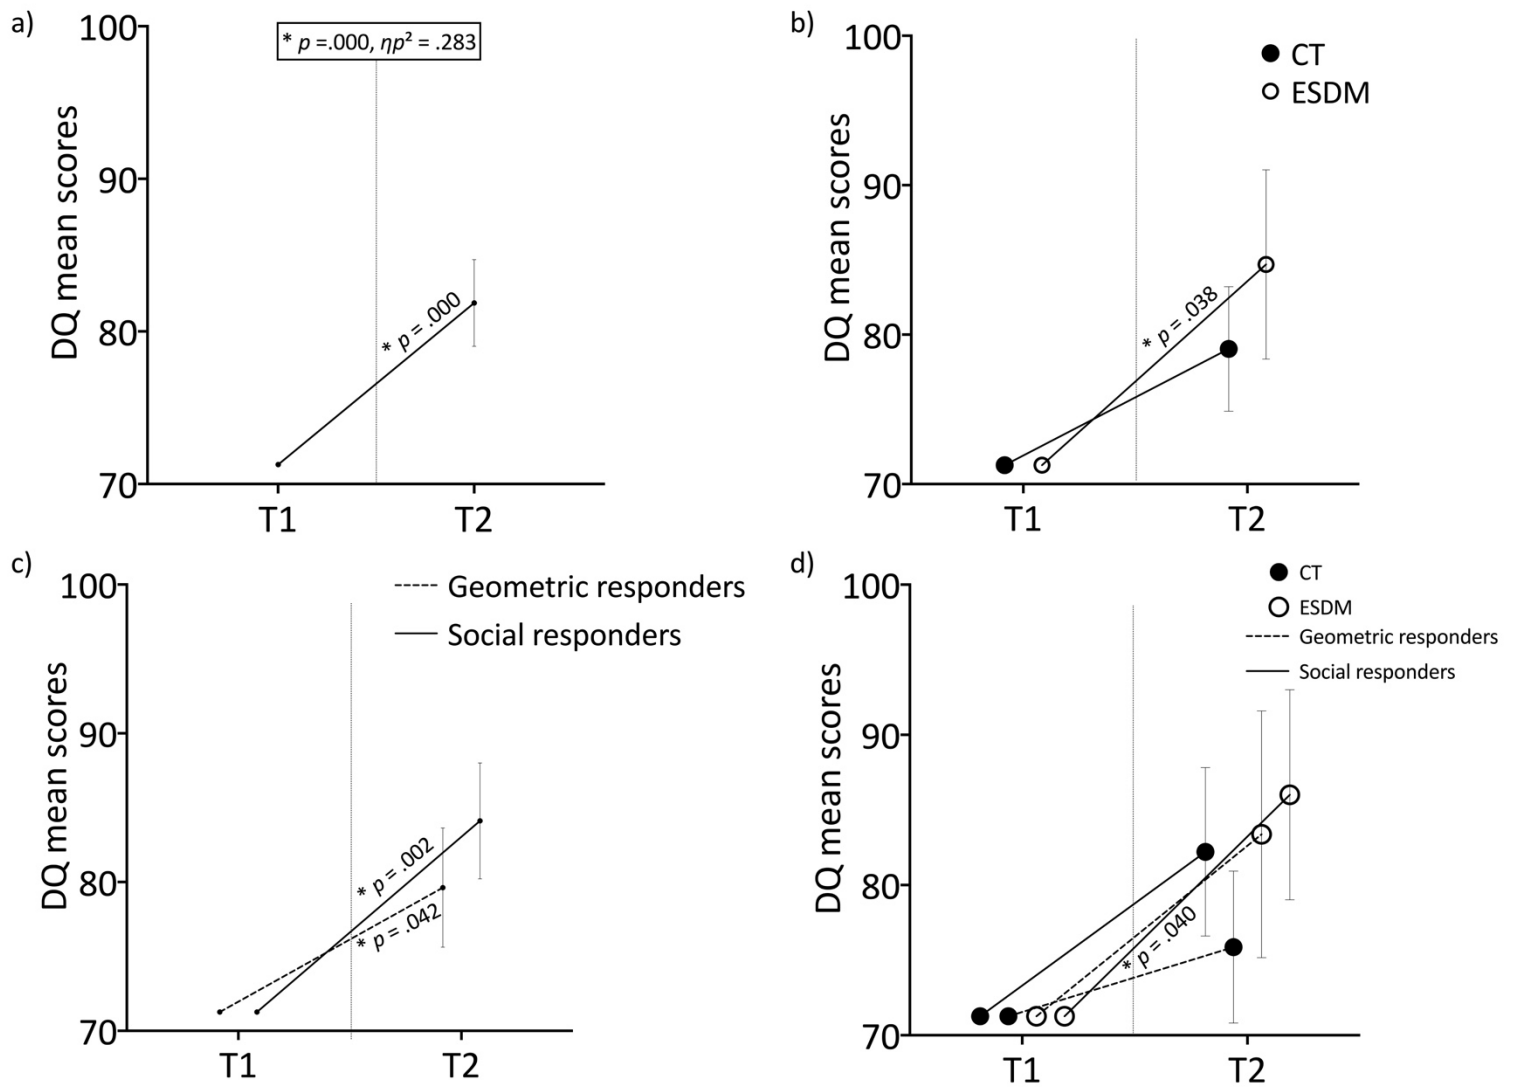 a)
100
* p =.000, ηp² = .283
90
80
70
DQ mean scores
* p = .000
T1
T2
b)
100
CT
ESDM
90
80
70
DQ mean scores
* p = .038
T1
T2
c)
100
Geometric responders
Social responders
90
80
70
DQ mean scores
* p = .002
* p = .042
T1
T2
d)
100
CT
ESDM
Geometric responders
Social responders
90
80
70
DQ mean scores
* p = .040
T1
T2